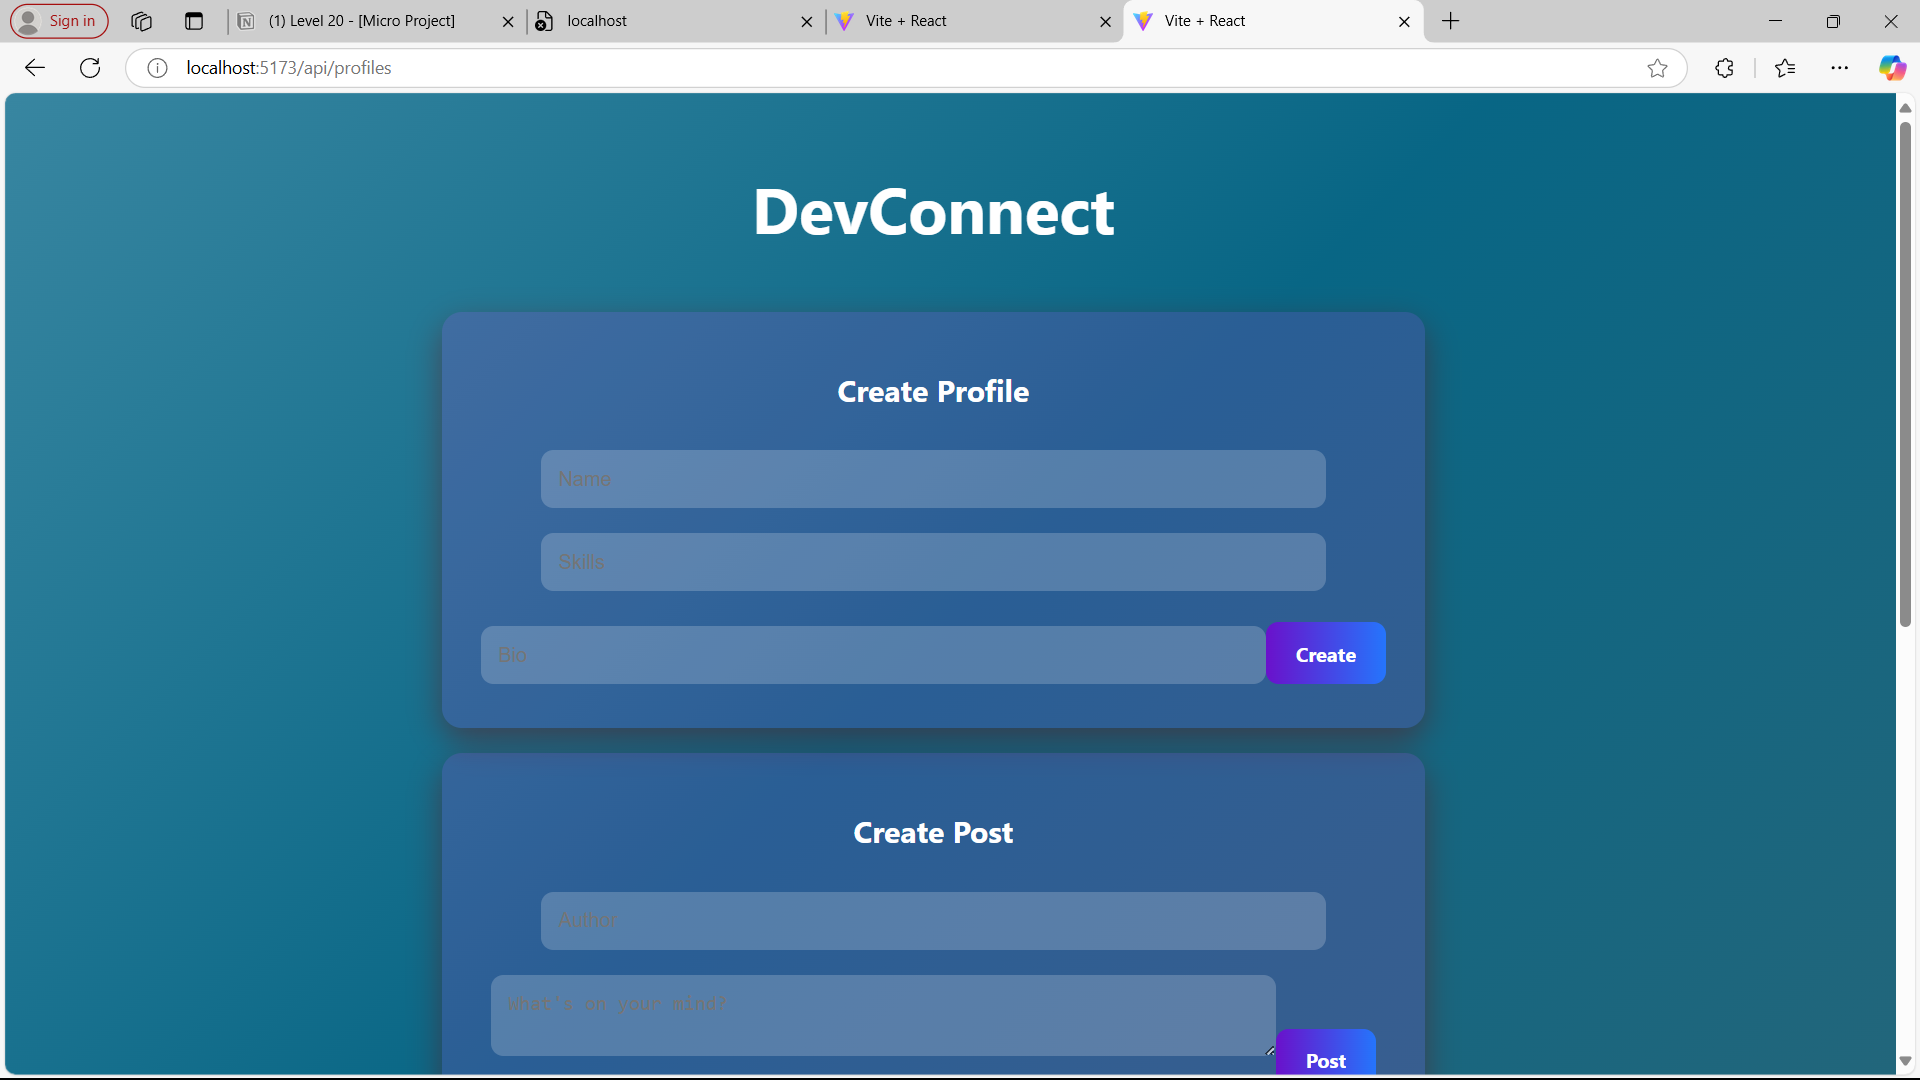 Sign in
(1) Level 20 - [Micro Project]
localhost
Vite + React
Vite + React
localhost:5173/api/profiles
DevConnect
Create Profile
Name
Skills
Bio
Create
Create Post
Author
What's on your mind?
Post